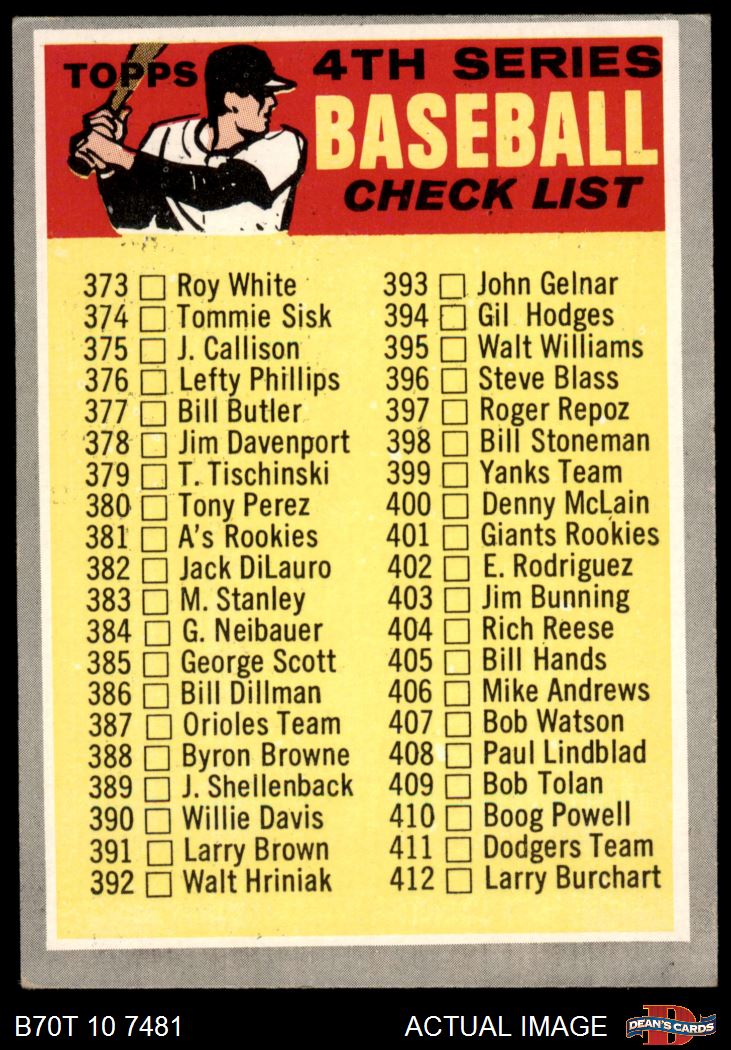 TOPPS
4TH SERIES
BASEBALL
CHECK LIST
373 Roy White
374 Tommie Sisk
375 J. Callison
376 Lefty Phillips
377 Bill Butler
378 Jim Davenport
379 T. Tischinski
380 Tony Perez
381 A's Rookies
382 Jack DiLauro
383 M. Stanley
384 G. Neibauer
385 George Scott
386 Bill Dillman
387 Orioles Team
388 Byron Browne
389 J. Shellenback
390 Willie Davis
391 Larry Brown
392 Walt Hriniak
393 John Gelnar
394 Gil Hodges
395 Walt Williams
396 Steve Blass
397 Roger Repoz
398 Bill Stoneman
399 Yanks Team
400 Denny McLain
401 Giants Rookies
402 E. Rodriguez
403 Jim Bunning
404 Rich Reese
405 Bill Hands
406 Mike Andrews
407 Bob Watson
408 Paul Lindblad
409 Bob Tolan
410 Boog Powell
411 Dodgers Team
412 Larry Burchart
B70T 10 7481
ACTUAL IMAGE
D
DEAN'S CARDS